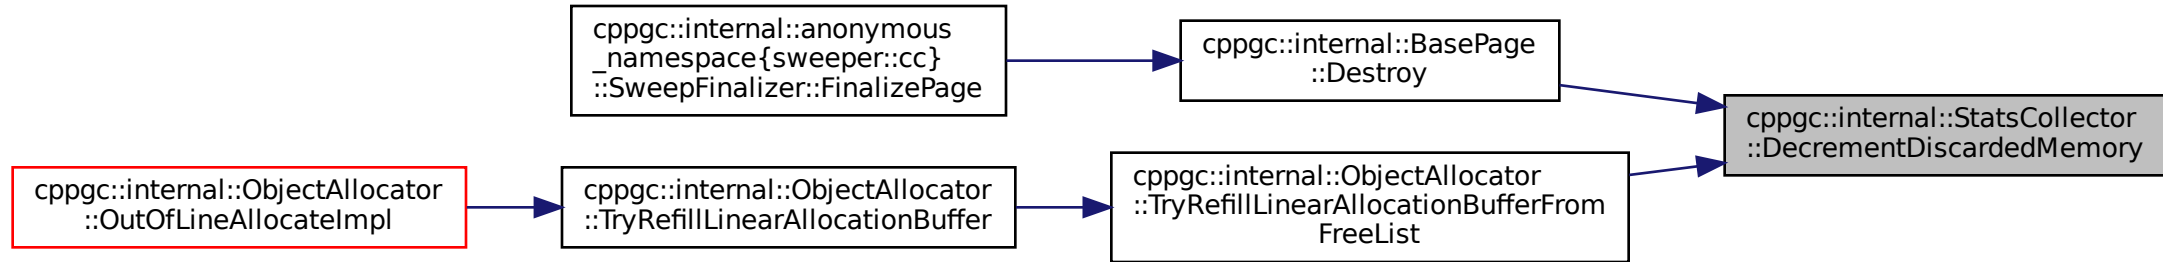 cppgc::internal::anonymous
_namespace{sweeper::cc}
::SweepFinalizer::FinalizePage
cppgc::internal::BasePage
::Destroy
cppgc::internal::StatsCollector
::DecrementDiscardedMemory
cppgc::internal::ObjectAllocator
::OutOfLineAllocateImpl
cppgc::internal::ObjectAllocator
::TryRefillLinearAllocationBuffer
cppgc::internal::ObjectAllocator
::TryRefillLinearAllocationBufferFrom
FreeList